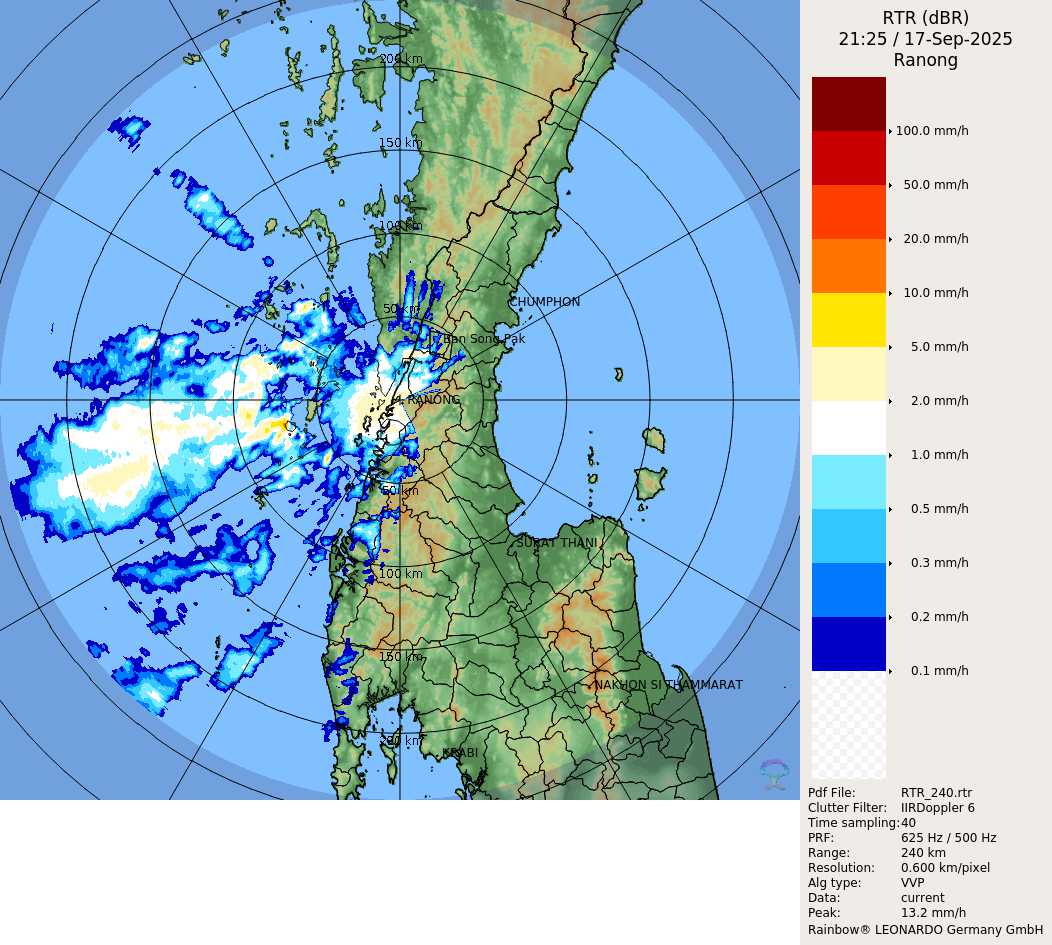 RTR (dBR)
21:25 / 17-Sep-2025
Ranong
200 km
150 km
100 km
CHUMPHON
50 km
Ban Song Pak
RANONG
50 km
SURAT THANI
100 km
150 km
NAKHON SI THAMMARAT
200 km
KRABI
100.0 mm/h
50.0 mm/h
20.0 mm/h
10.0 mm/h
5.0 mm/h
2.0 mm/h
1.0 mm/h
0.5 mm/h
0.3 mm/h
0.2 mm/h
0.1 mm/h
Pdf File: RTR_240.rtr
Clutter Filter: IIRDoppler 6
Time sampling: 40
PRF: 625 Hz / 500 Hz
Range: 240 km
Resolution: 0.600 km/pixel
Alg type: VVP
Data: current
Peak: 13.2 mm/h
Rainbow® LEONARDO Germany GmbH